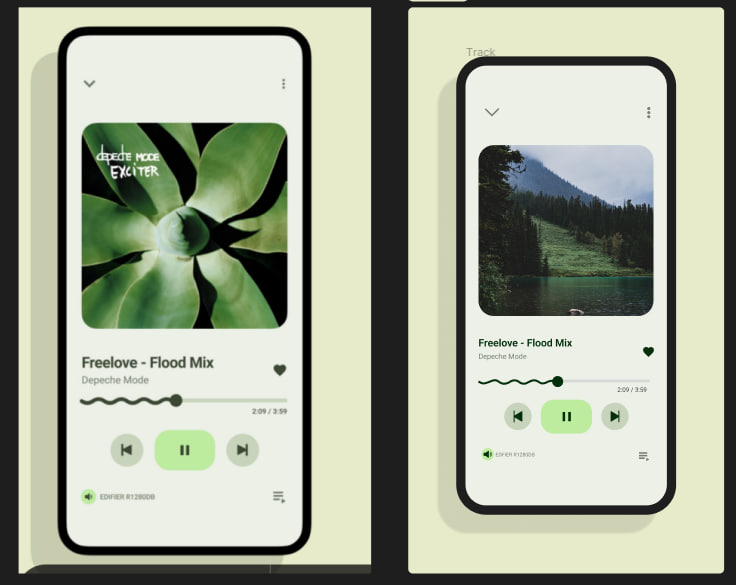 depeche MODE
EXCITER
Freelove - Flood Mix
Depeche Mode
2:09 / 3:59
EDIFIER R1280DB
Track
Freelove - Flood Mix
Depeche Mode
2:09 / 3:59
EDIFIER R1280DB